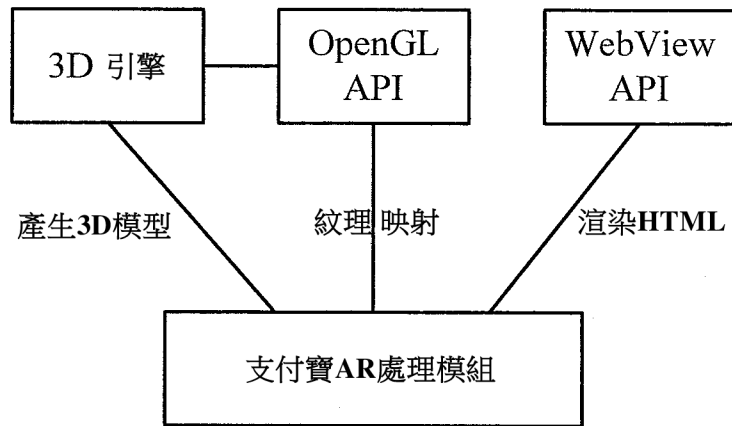 3D 引擎
OpenGL
API
WebView
API
產生3D模型
紋理 映射
渲染HTML
支付寶AR處理模組